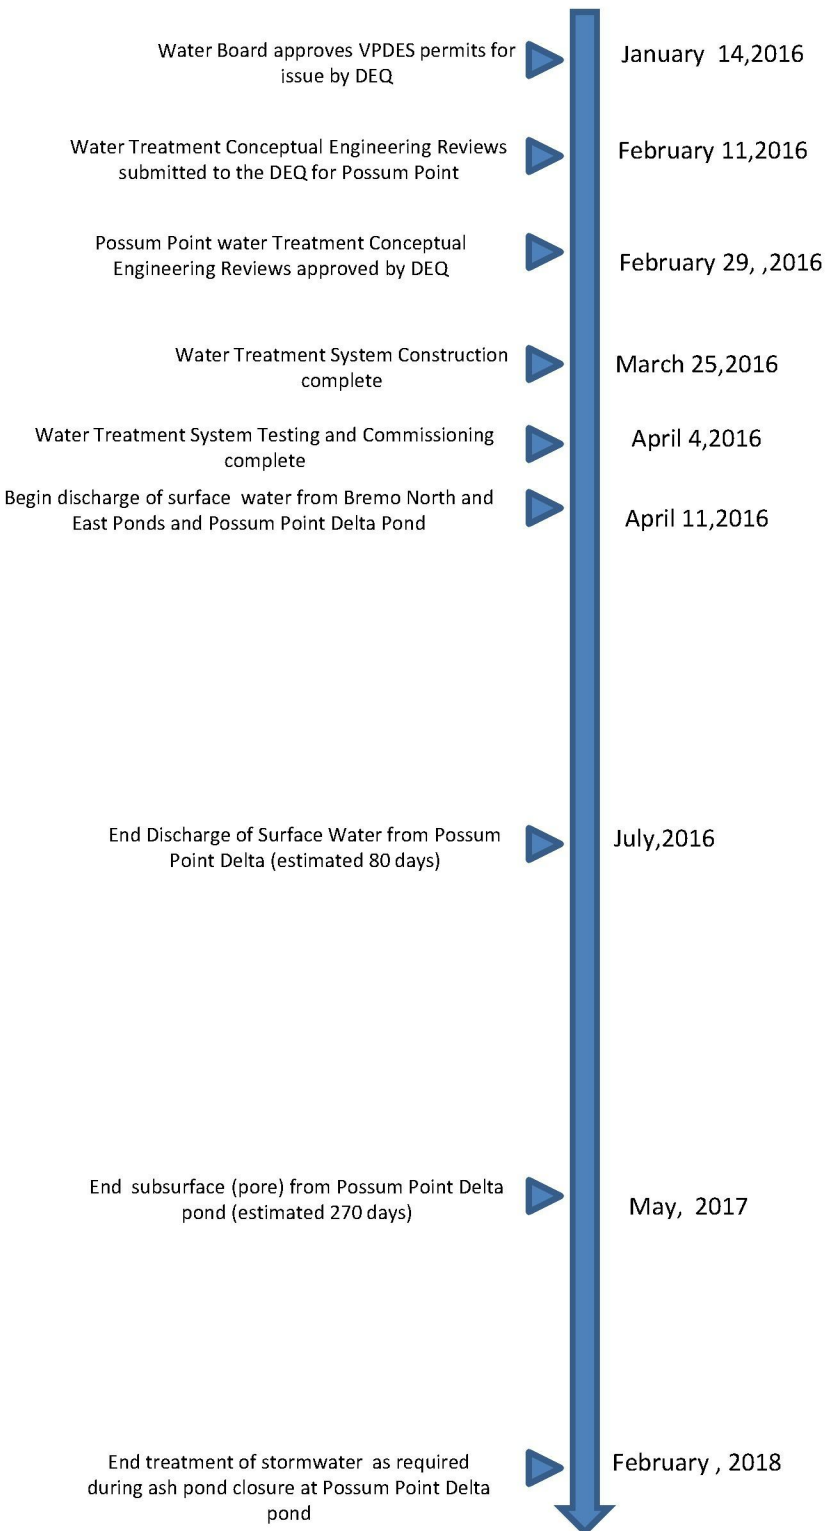 Water Board approves VPDES permits for
issue by DEQ
January 14,2016
Water Treatment Conceptual Engineering Reviews
submitted to the DEQ for Possum Point
February 11,2016
Possum Point water Treatment Conceptual
Engineering Reviews approved by DEQ
February 29, ,2016
Water Treatment System Construction
complete
March 25,2016
Water Treatment System Testing and Commissioning
complete
April 4,2016
Begin discharge of surface water from Bremo North and
East Ponds and Possum Point Delta Pond
April 11,2016
End Discharge of Surface Water from Possum
Point Delta (estimated 80 days)
July,2016
End subsurface (pore) from Possum Point Delta
pond (estimated 270 days)
May, 2017
End treatment of stormwater as required
during ash pond closure at Possum Point Delta
pond
February , 2018